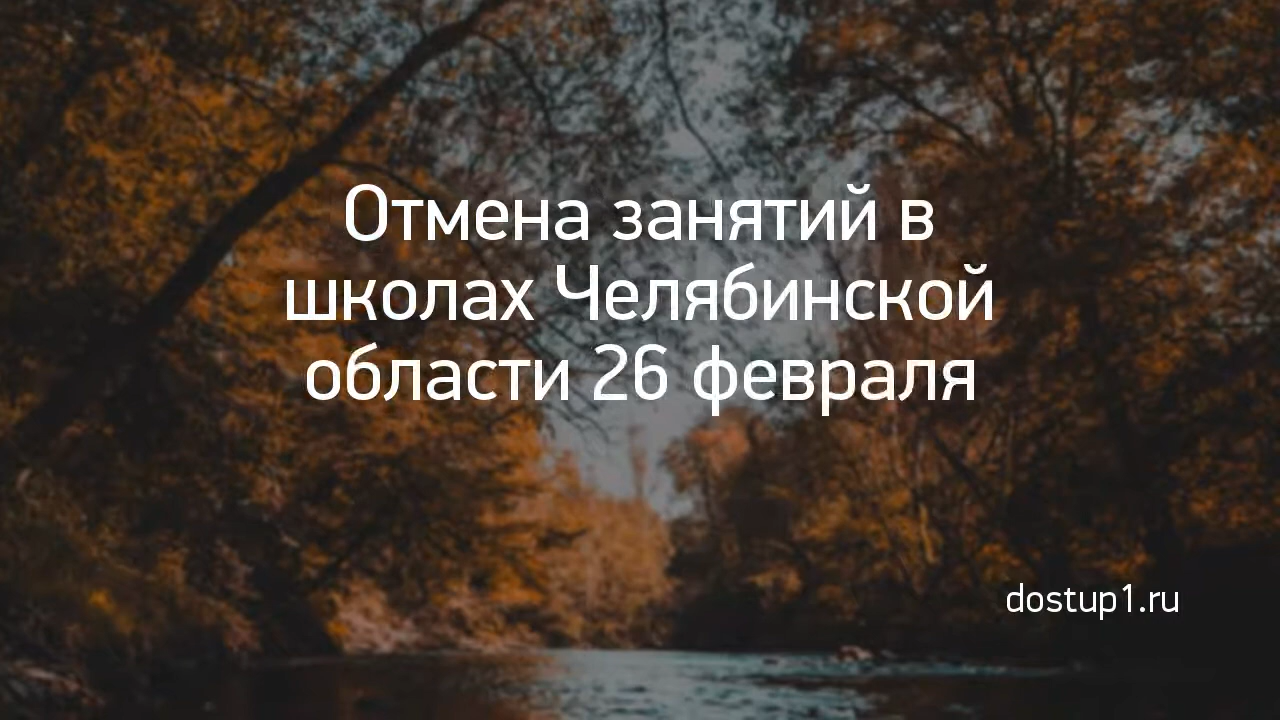 Отмена занятий в
школах Челябинской
области 26 февраля
dostup1.ru